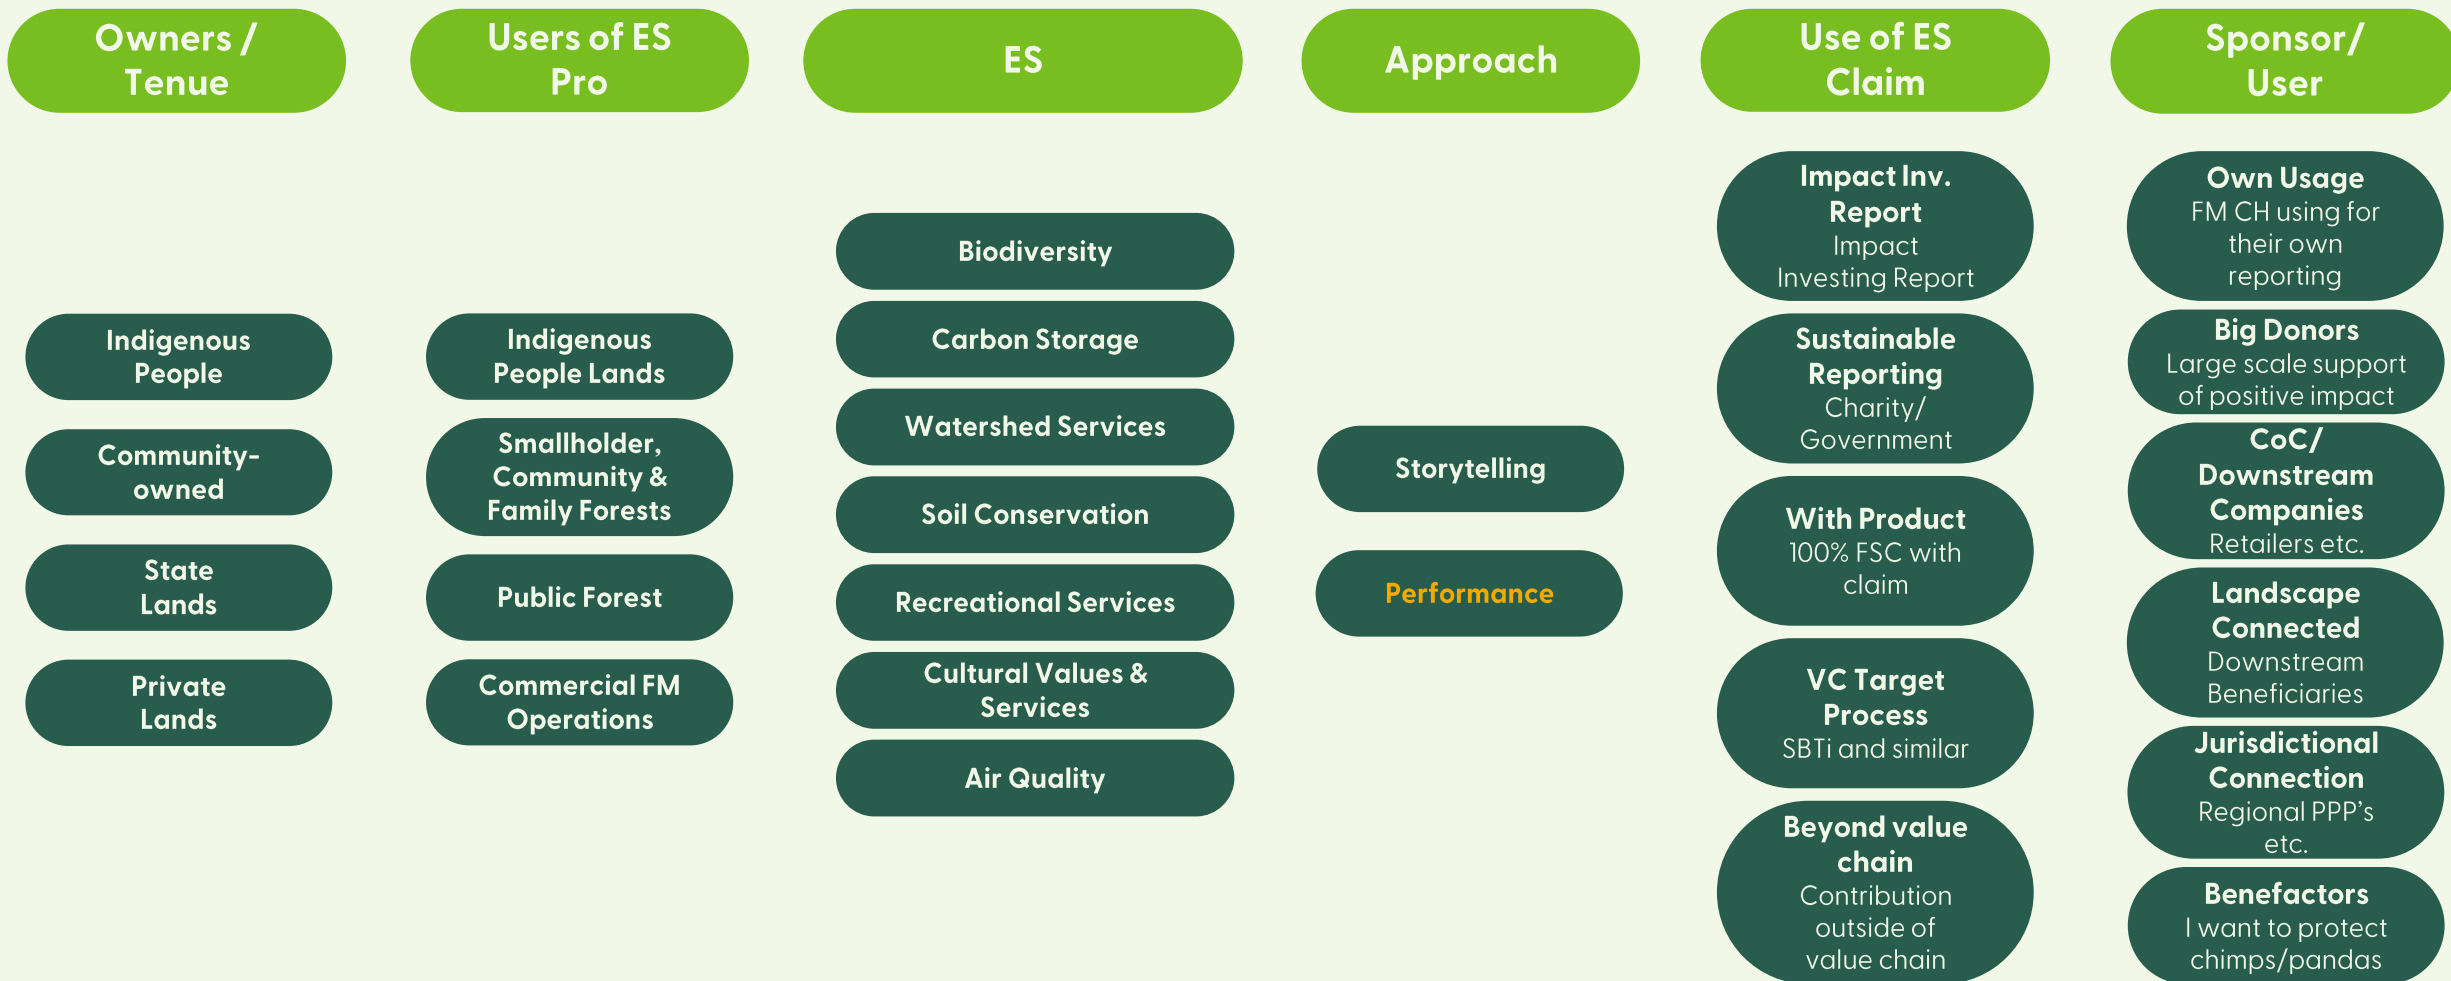 Owners /
Tenue
Users of ES
Pro
ES
Approach
Use of ES
Claim
Sponsor/
User
Indigenous
People
Community-
owned
State
Lands
Private
Lands
Indigenous
People Lands
Smallholder,
Community &
Family Forests
Public Forest
Commercial FM
Operations
Biodiversity
Carbon Storage
Watershed Services
Soil Conservation
Recreational Services
Cultural Values &
Services
Air Quality
Storytelling
Performance
Impact Inv.
Report
Impact
Investing Report
Sustainable
Reporting
Charity/
Government
With Product
100% FSC with
claim
VC Target
Process
SBTi and similar
Beyond value
chain
Contribution
outside of
value chain
Own Usage
FM CH using for
their own
reporting
Big Donors
Large scale support
of positive impact
CoC/
Downstream
Companies
Retailers etc.
Landscape
Connected
Downstream
Beneficiaries
Jurisdictional
Connection
Regional PPP's
etc.
Benefactors
I want to protect
chimps/pandas